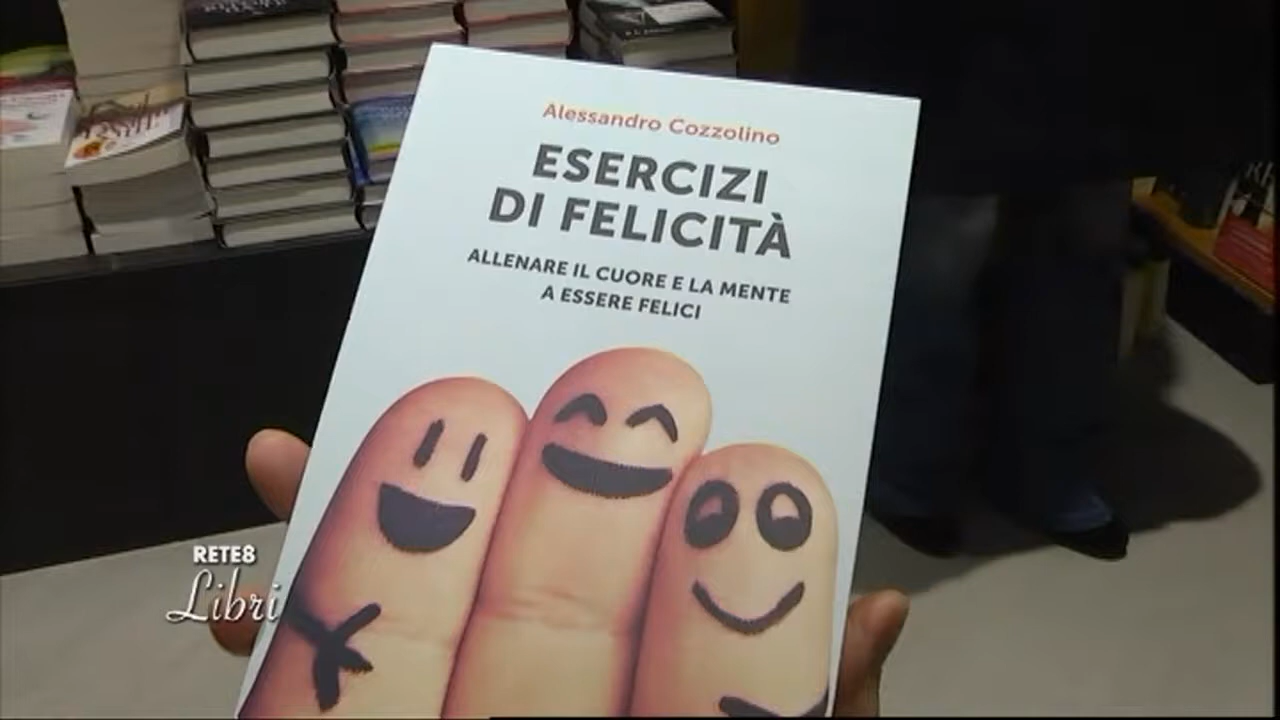 Alessandro Cozzolino
ESERCIZI
DI FELICITÀ
ALLENARE IL CUORE E LA MENTE
A ESSERE FELICI
RETE8
Libri